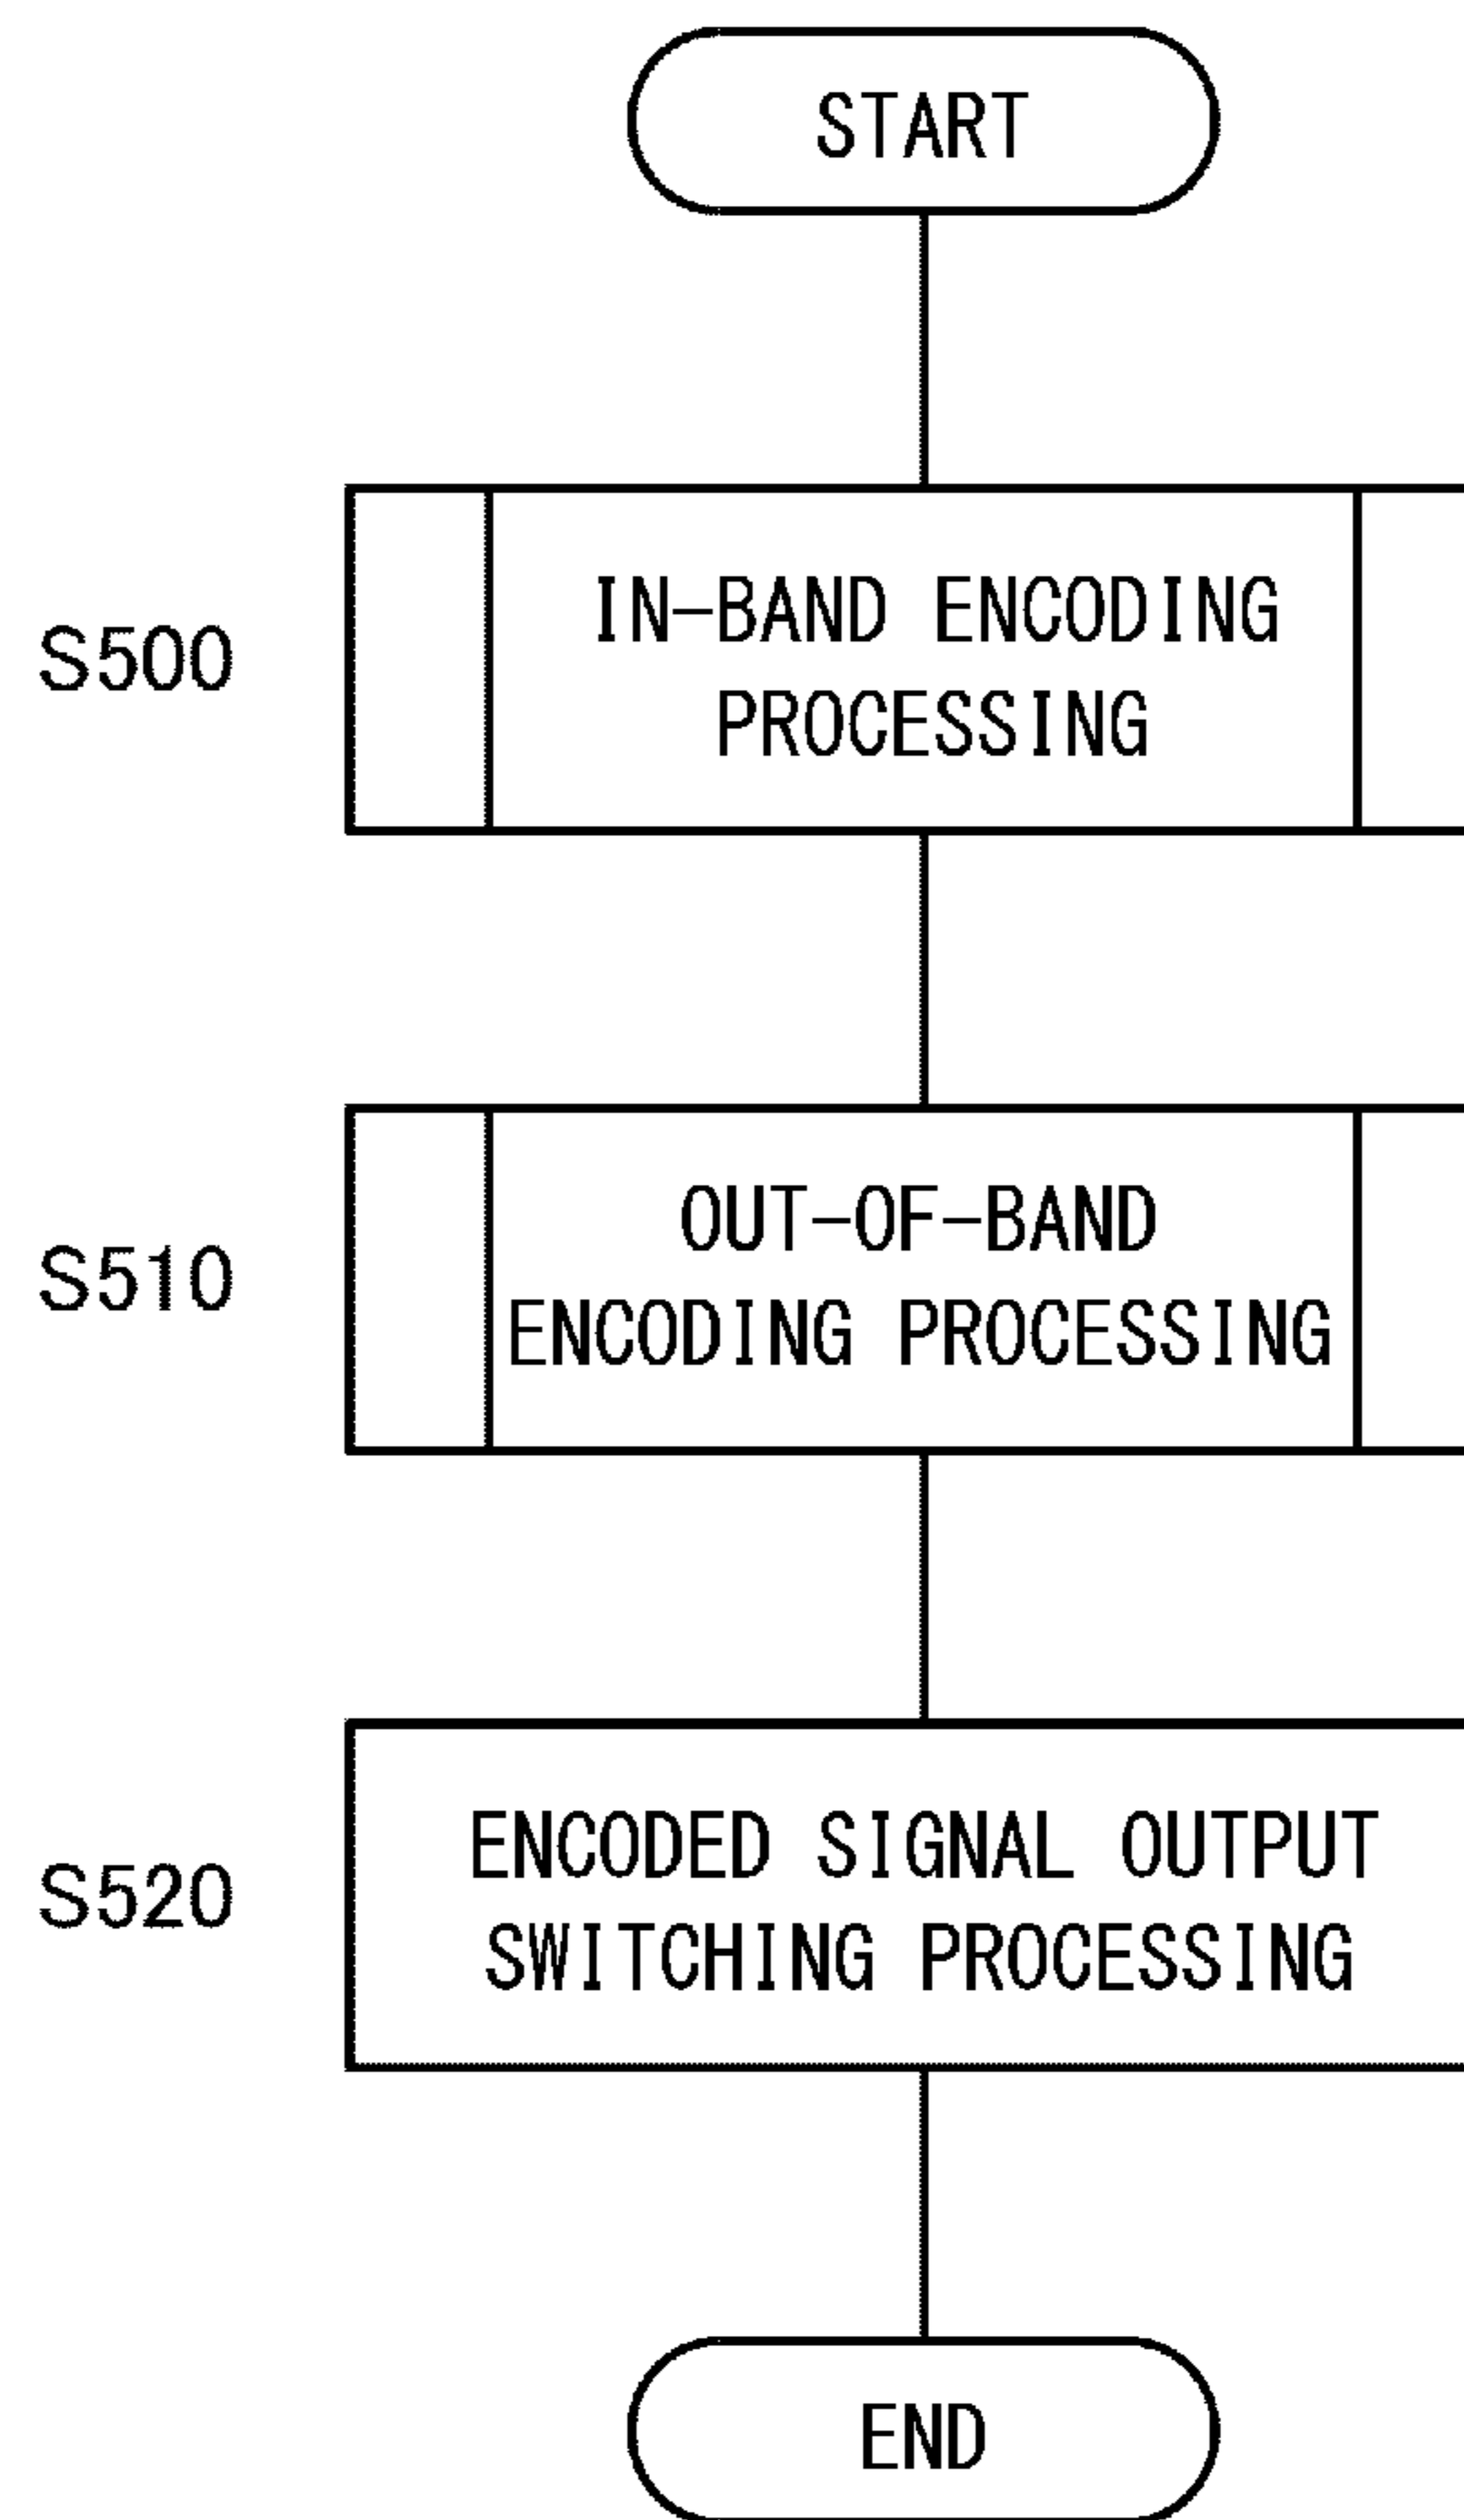 START
S500
IN-BAND ENCODING
PROCESSING
S510
OUT-OF-BAND
ENCODING PROCESSING
S520
ENCODED SIGNAL OUTPUT
SWITCHING PROCESSING
END